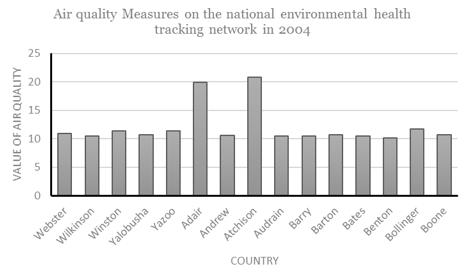 Air quality Measures on the national environmental health
tracking network in 2004
VALUE OF AIR QUALITY
25
20
15
10
5
0
Webster
Wilkinson
Winston
Yalobusha
Yazoo
Adair
Andrew
Atchison
Audrain
Barry
Barton
Bates
Benton
Bollinger
Boone
COUNTRY